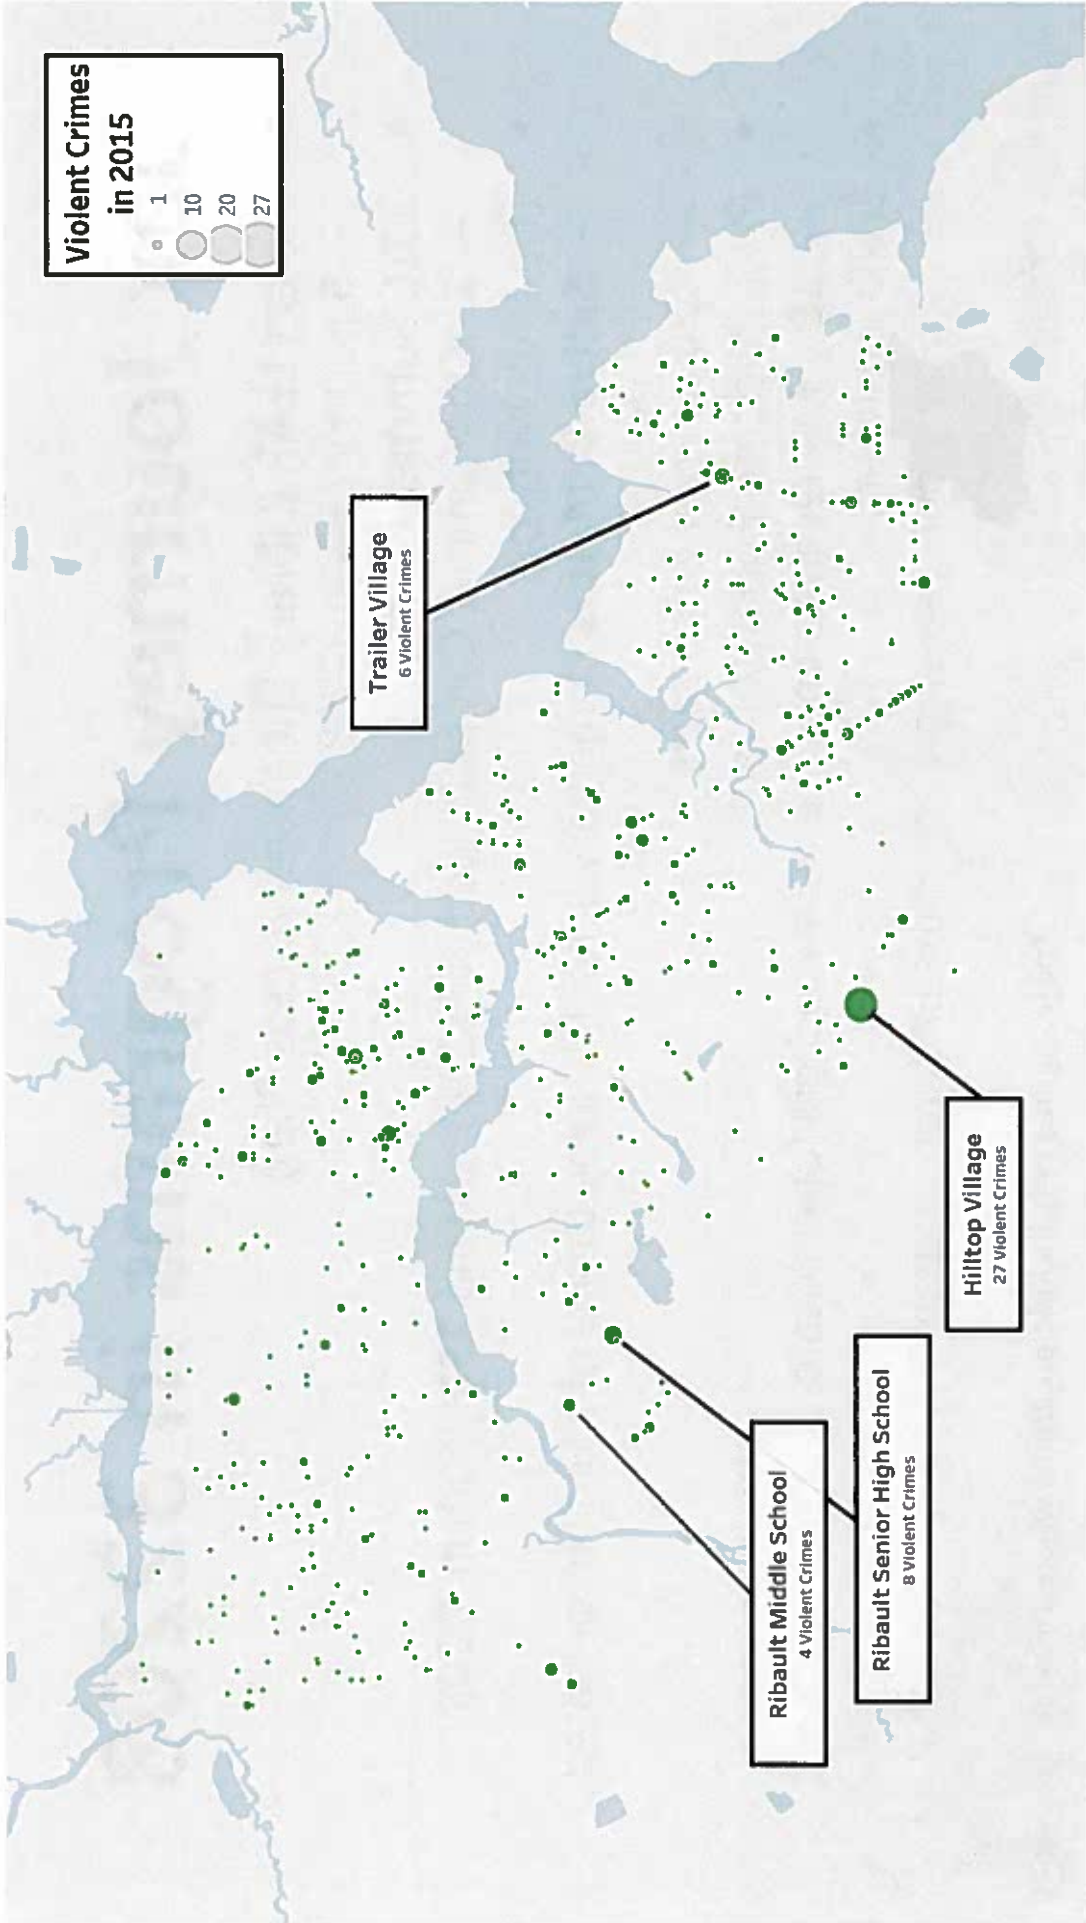 Violent Crimes
in 2015
1
10
20
27
Trailer Village
6 Violent Crimes
Hilltop Village
27 Violent Crimes
Ribault Middle School
4 Violent Crimes
Ribault Senior High School
8 Violent Crimes